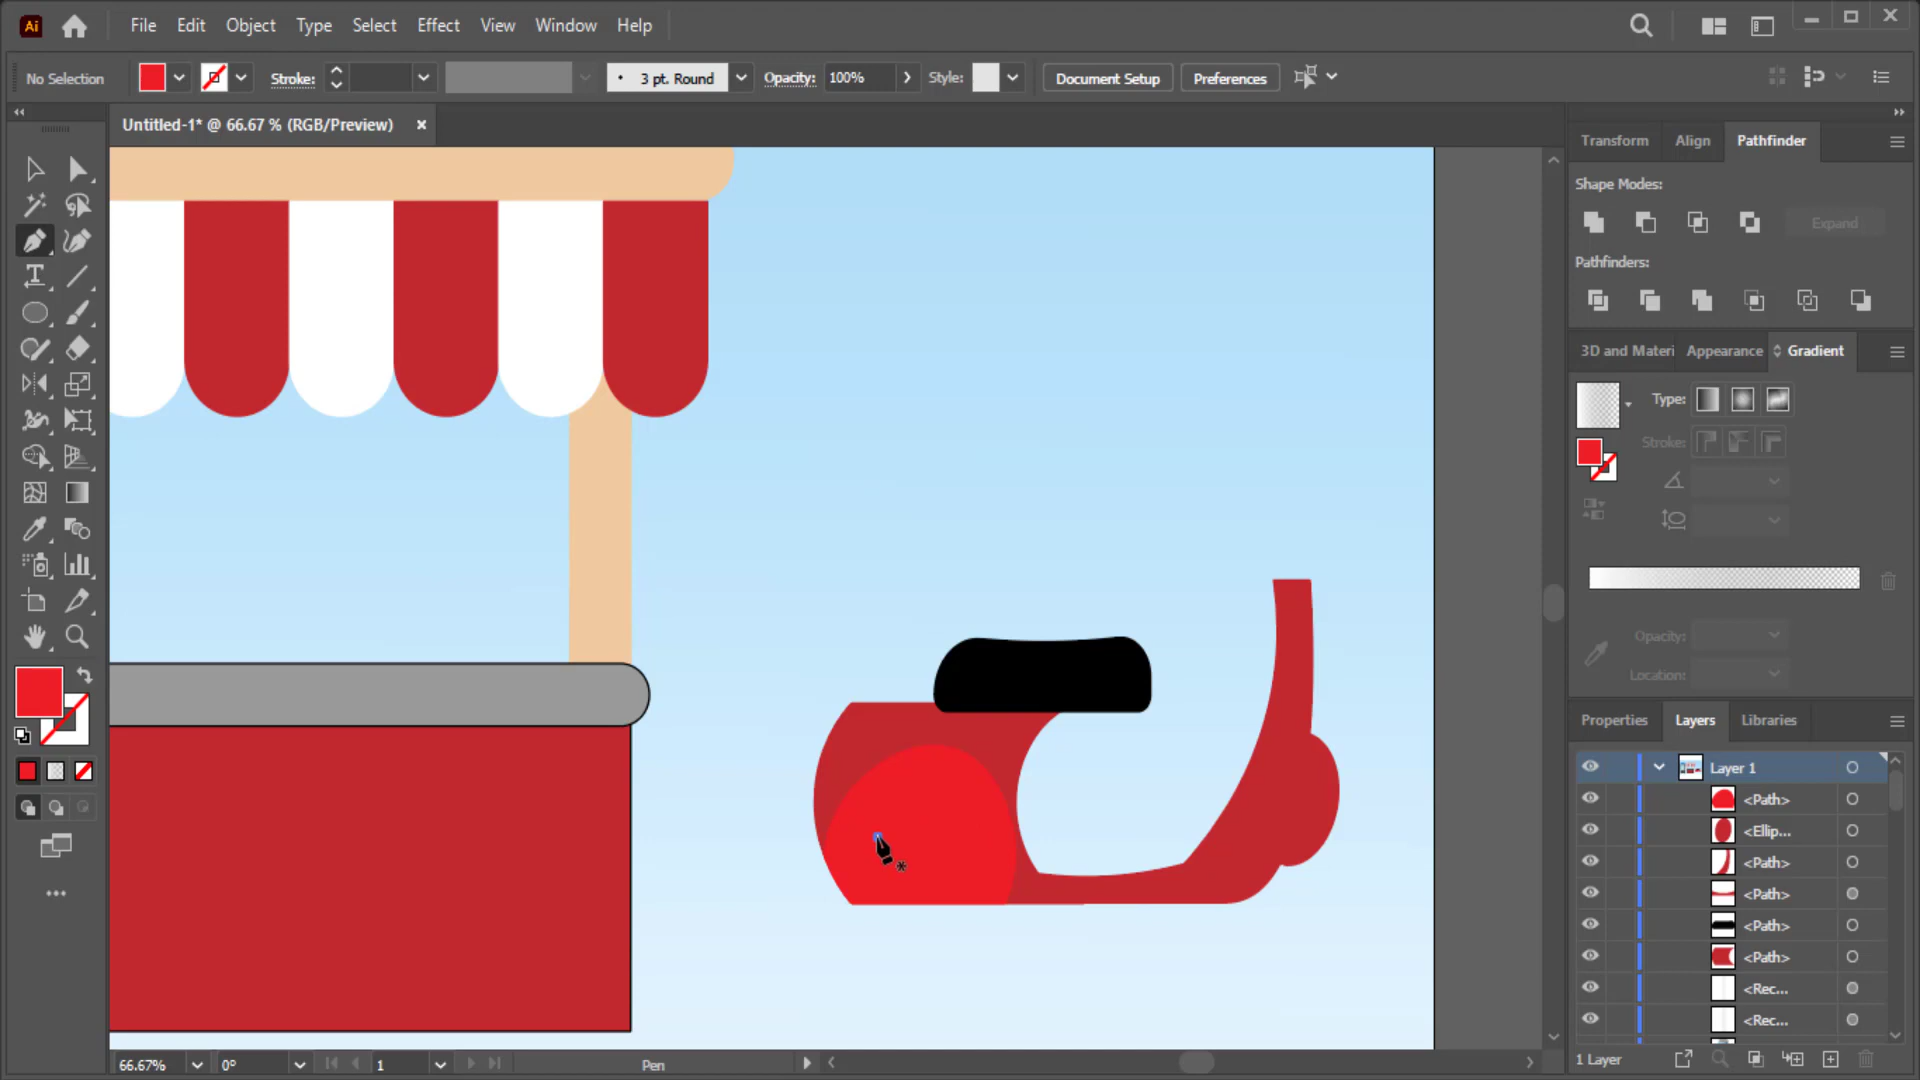 Ai File Edit Object Type Select Effect View Window Help
No Selection Stroke: 3 pt. Round Opacity: 100% Style: Document Setup Preferences
Untitled-1* @ 66.67 % (RGB/Preview)
Transform Align Pathfinder
Shape Modes:
Expand
Pathfinders:
3D and Materi Appearance Gradient
Type:
Stroke:
Opacity:
Location:
Properties Layers Libraries
Layer 1
<Path>
<Ellip...
<Path>
<Path>
<Path>
<Path>
<Rec...
<Rec...
1 Layer
66.67% 0° 1 Pen